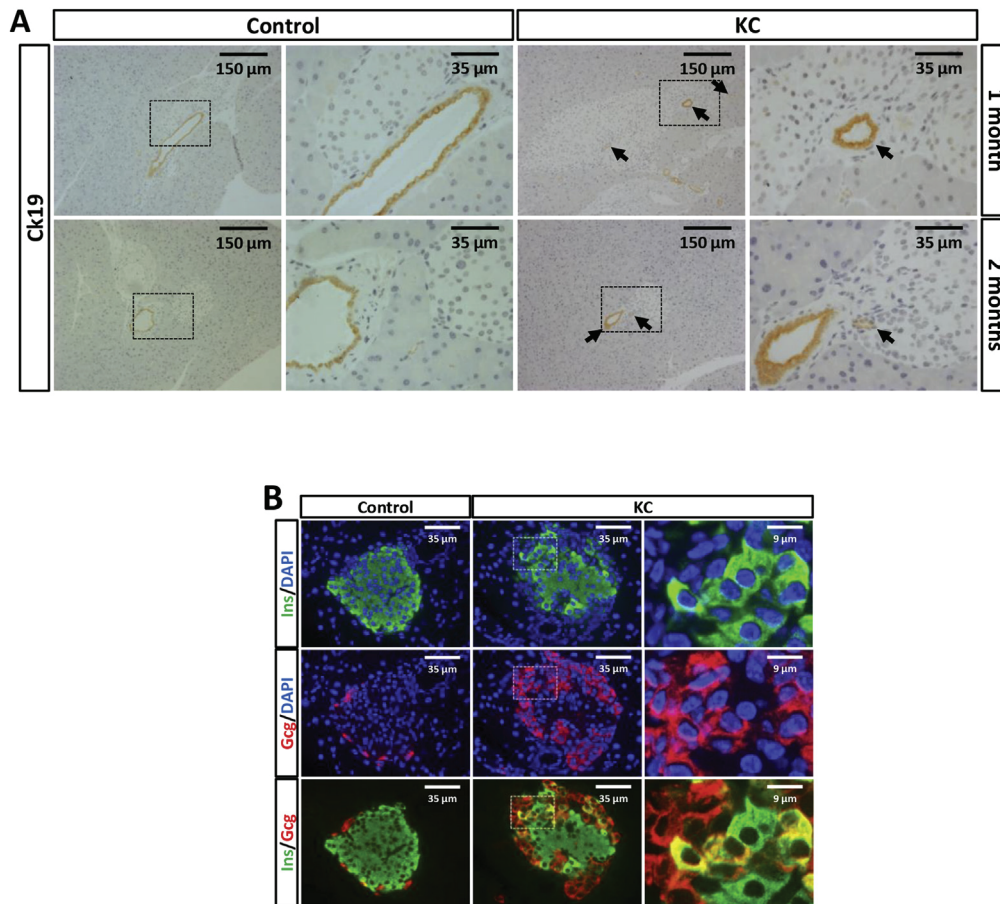 A
Control
KC
Ck19
150 µm
35 µm
150 µm
35 µm
1 month
150 µm
35 µm
150 µm
35 µm
2 months
B
Control
KC
Ins/DAPI
35 µm
35 µm
9 µm
Gcg/DAPI
35 µm
35 µm
9 µm
Ins/Gcg
35 µm
35 µm
9 µm